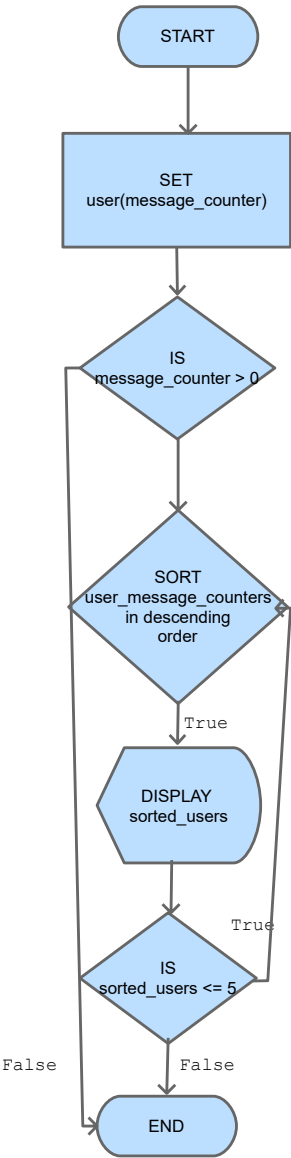 START
SET
user(message_counter)
IS
message_counter > 0
SORT
user_message_counters
in descending
order
True
DISPLAY
sorted_users
True
IS
sorted_users <= 5
False
False
END